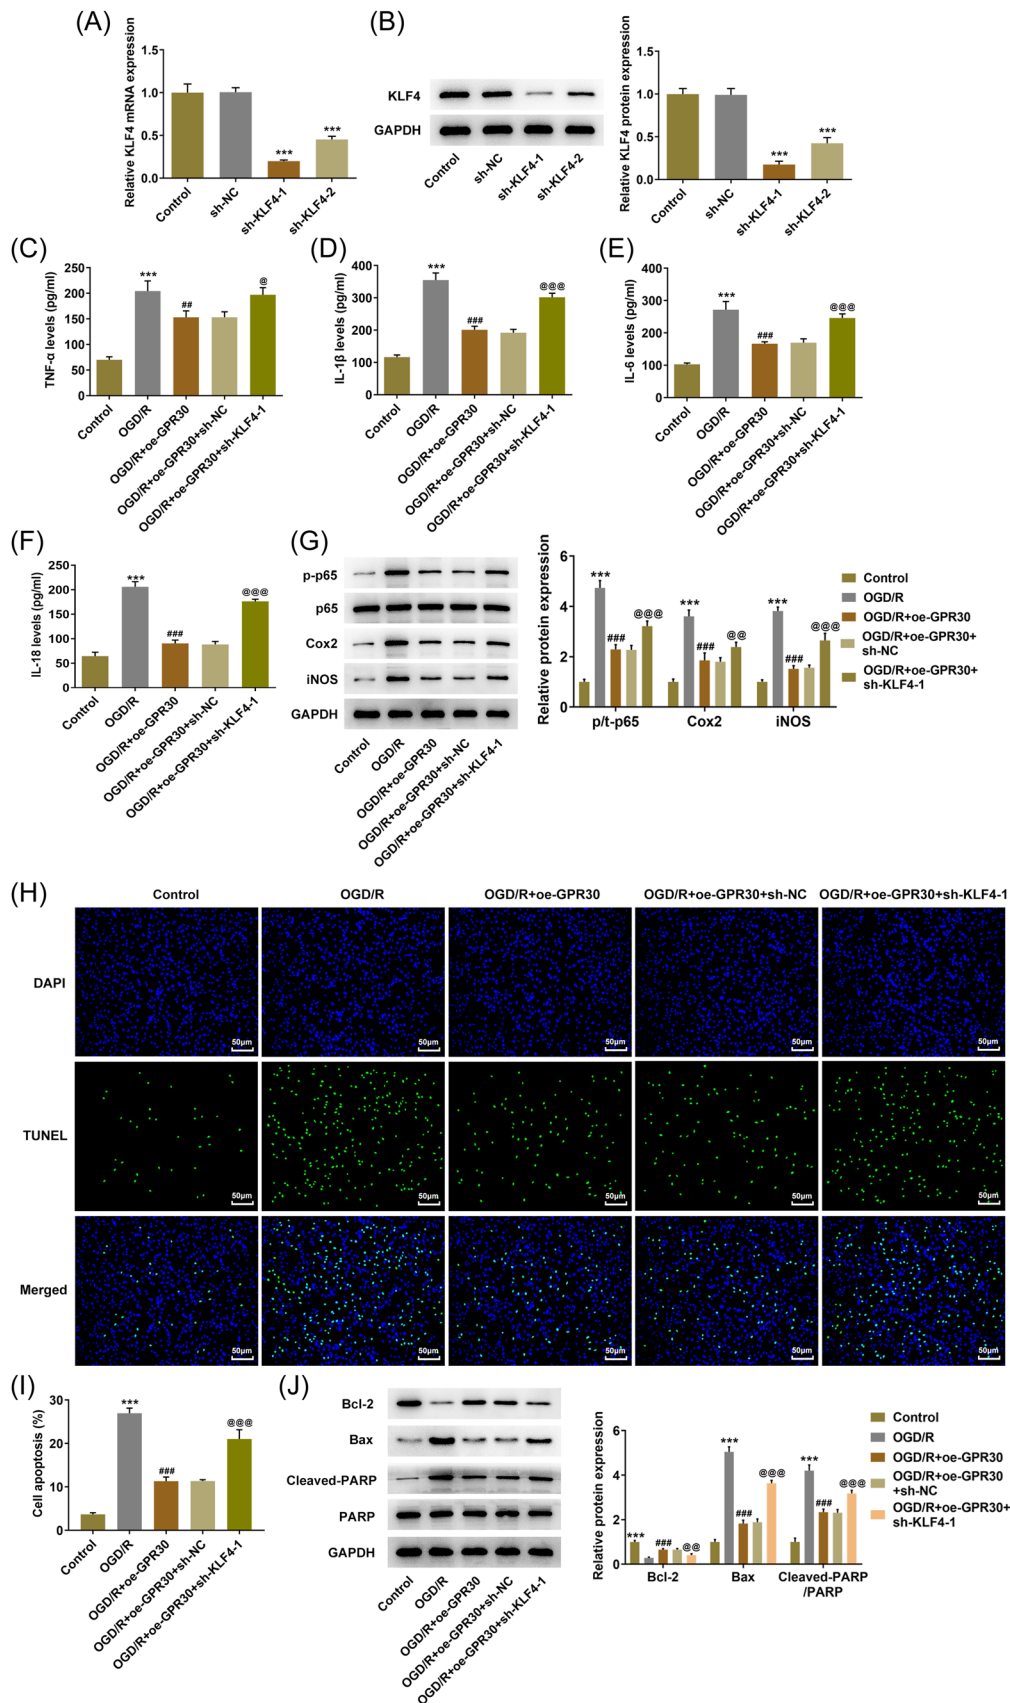 (A)
Relative KLF4 mRNA expression
1.5
1.0
0.5
0.0
***
***
Control
sh-NC
sh-KLF4-1
sh-KLF4-2
(B)
KLF4
GAPDH
Control
sh-NC
sh-KLF4-1
sh-KLF4-2
Relative KLF4 protein expression
1.5
1.0
0.5
0.0
***
***
Control
sh-NC
sh-KLF4-1
sh-KLF4-2
(C)
TNF-α levels (pg/ml)
250
200
150
100
50
0
***
##
@
Control
OGD/R
OGD/R+oe-GPR30
OGD/R+oe-GPR30+sh-NC
OGD/R+oe-GPR30+sh-KLF4-1
(D)
IL-1β levels (pg/ml)
400
300
200
100
0
***
###
@@@
Control
OGD/R
OGD/R+oe-GPR30
OGD/R+oe-GPR30+sh-NC
OGD/R+oe-GPR30+sh-KLF4-1
(E)
IL-6 levels (pg/ml)
400
300
200
100
0
***
###
@@@
Control
OGD/R
OGD/R+oe-GPR30
OGD/R+oe-GPR30+sh-NC
OGD/R+oe-GPR30+sh-KLF4-1
(F)
IL-18 levels (pg/ml)
250
200
150
100
50
0
***
###
@@@
Control
OGD/R
OGD/R+oe-GPR30
OGD/R+oe-GPR30+sh-NC
OGD/R+oe-GPR30+sh-KLF4-1
(G)
p-p65
p65
Cox2
iNOS
GAPDH
Control
OGD/R
OGD/R+oe-GPR30
OGD/R+oe-GPR30+sh-NC
OGD/R+oe-GPR30+sh-KLF4-1
Relative protein expression
6
4
2
0
***
###
@@@
***
###
@@
***
###
@@@
p/t-p65
Cox2
iNOS
Control
OGD/R
OGD/R+oe-GPR30
OGD/R+oe-GPR30+
sh-NC
OGD/R+oe-GPR30+
sh-KLF4-1
(H)
Control
OGD/R
OGD/R+oe-GPR30
OGD/R+oe-GPR30+sh-NC
OGD/R+oe-GPR30+sh-KLF4-1
DAPI
50μm
50μm
50μm
50μm
50μm
TUNEL
50μm
50μm
50μm
50μm
50μm
Merged
50μm
50μm
50μm
50μm
50μm
(I)
Cell apoptosis (%)
30
20
10
0
***
###
@@@
Control
OGD/R
OGD/R+oe-GPR30
OGD/R+oe-GPR30+sh-NC
OGD/R+oe-GPR30+sh-KLF4-1
(J)
Bcl-2
Bax
Cleaved-PARP
PARP
GAPDH
Control
OGD/R
OGD/R+oe-GPR30
OGD/R+oe-GPR30+sh-NC
OGD/R+oe-GPR30+sh-KLF4-1
Relative protein expression
6
4
2
0
***
###
@@
***
###
@@@
***
###
@@@
Bcl-2
Bax
Cleaved-PARP
/PARP
Control
OGD/R
OGD/R+oe-GPR30
OGD/R+oe-GPR30
+sh-NC
OGD/R+oe-GPR30+
sh-KLF4-1